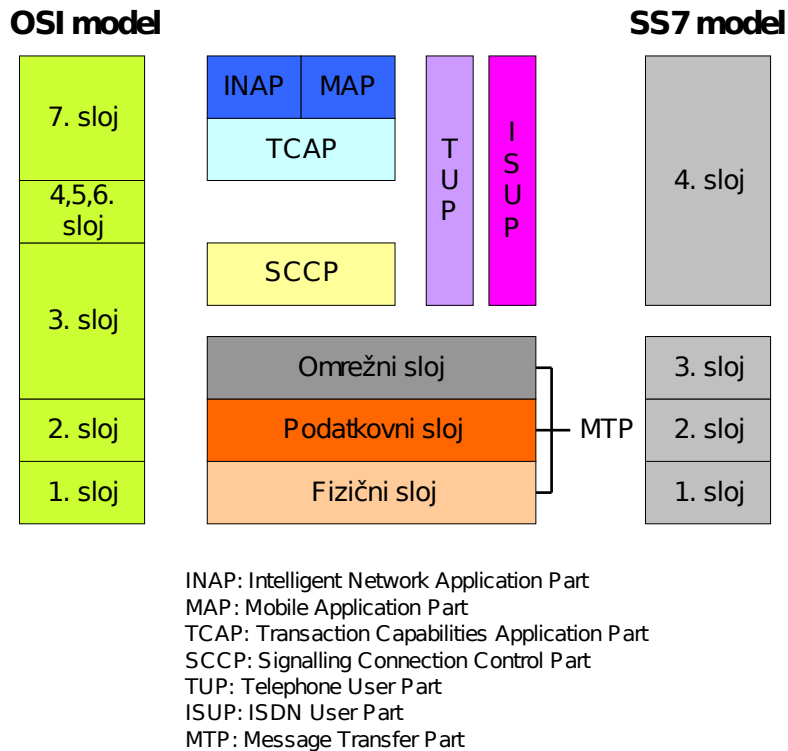 OSI model
SS7 model
INAP
MAP
7. sloj
TCAP
T
U
P
I
S
U
P
4. sloj
4,5,6.
sloj
SCCP
3. sloj
Omrežni sloj
3. sloj
2. sloj
Podatkovni sloj
MTP
2. sloj
1. sloj
Fizični sloj
1. sloj
INAP: Intelligent Network Application Part
MAP: Mobile Application Part
TCAP: Transaction Capabilities Application Part
SCCP: Signalling Connection Control Part
TUP: Telephone User Part
ISUP: ISDN User Part
MTP: Message Transfer Part